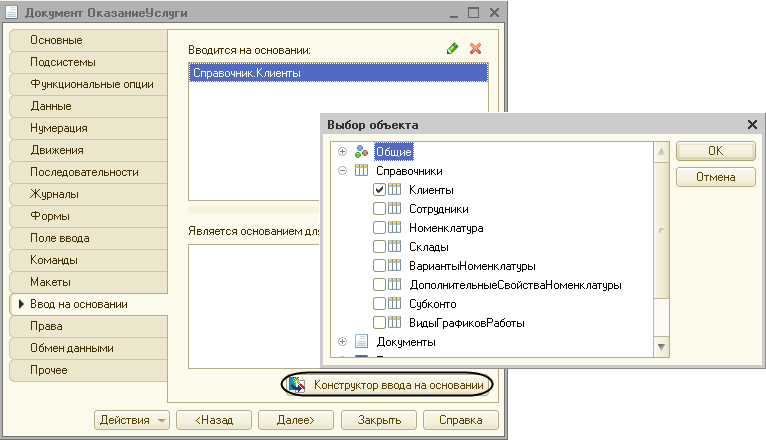 Документ ОказаниеУслуги
Основные
Подсистемы
Функциональные опции
Данные
Нумерация
Движения
Последовательности
Журналы
Формы
Поле ввода
Команды
Макеты
Ввод на основании
Права
Обмен данными
Прочее
Вводится на основании:
Справочник.Клиенты
Является основанием для
Конструктор ввода на основании
Действия
<Назад
Далее>
Закрыть
Справка
Выбор объекта
Общие
Справочники
Клиенты
Сотрудники
Номенклатура
Склады
ВариантыНоменклатуры
ДополнительныеСвойстваНоменклатуры
Субконто
ВидыГрафиковРаботы
Документы
OK
Отмена